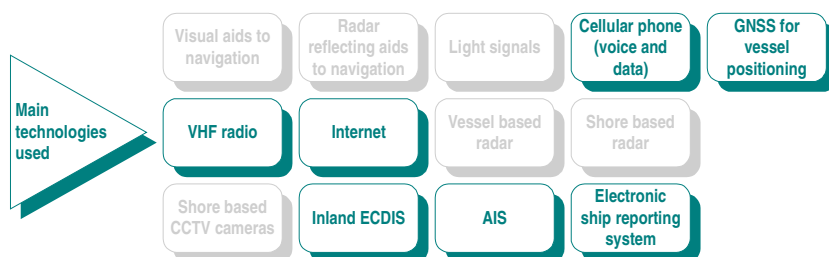 Main
technologies
used
Visual aids to
navigation
Radar
reflecting aids
to navigation
Light signals
Cellular phone
(voice and
data)
GNSS for
vessel
positioning
VHF radio
Internet
Vessel based
radar
Shore based
radar
Shore based
CCTV cameras
Inland ECDIS
AIS
Electronic
ship reporting
system